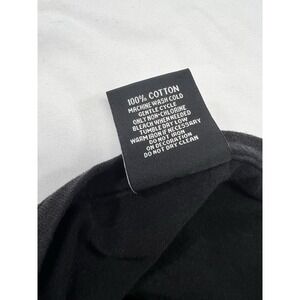 100% COTTON
MACHINE WASH COLD
GENTLE CYCLE
ONLY NON-CHLORINE
BLEACH WHEN NEEDED
TUMBLE DRY LOW
WARM IRON IF NECESSARY
DO NOT IRON
ON DECORATION
DO NOT DRY CLEAN